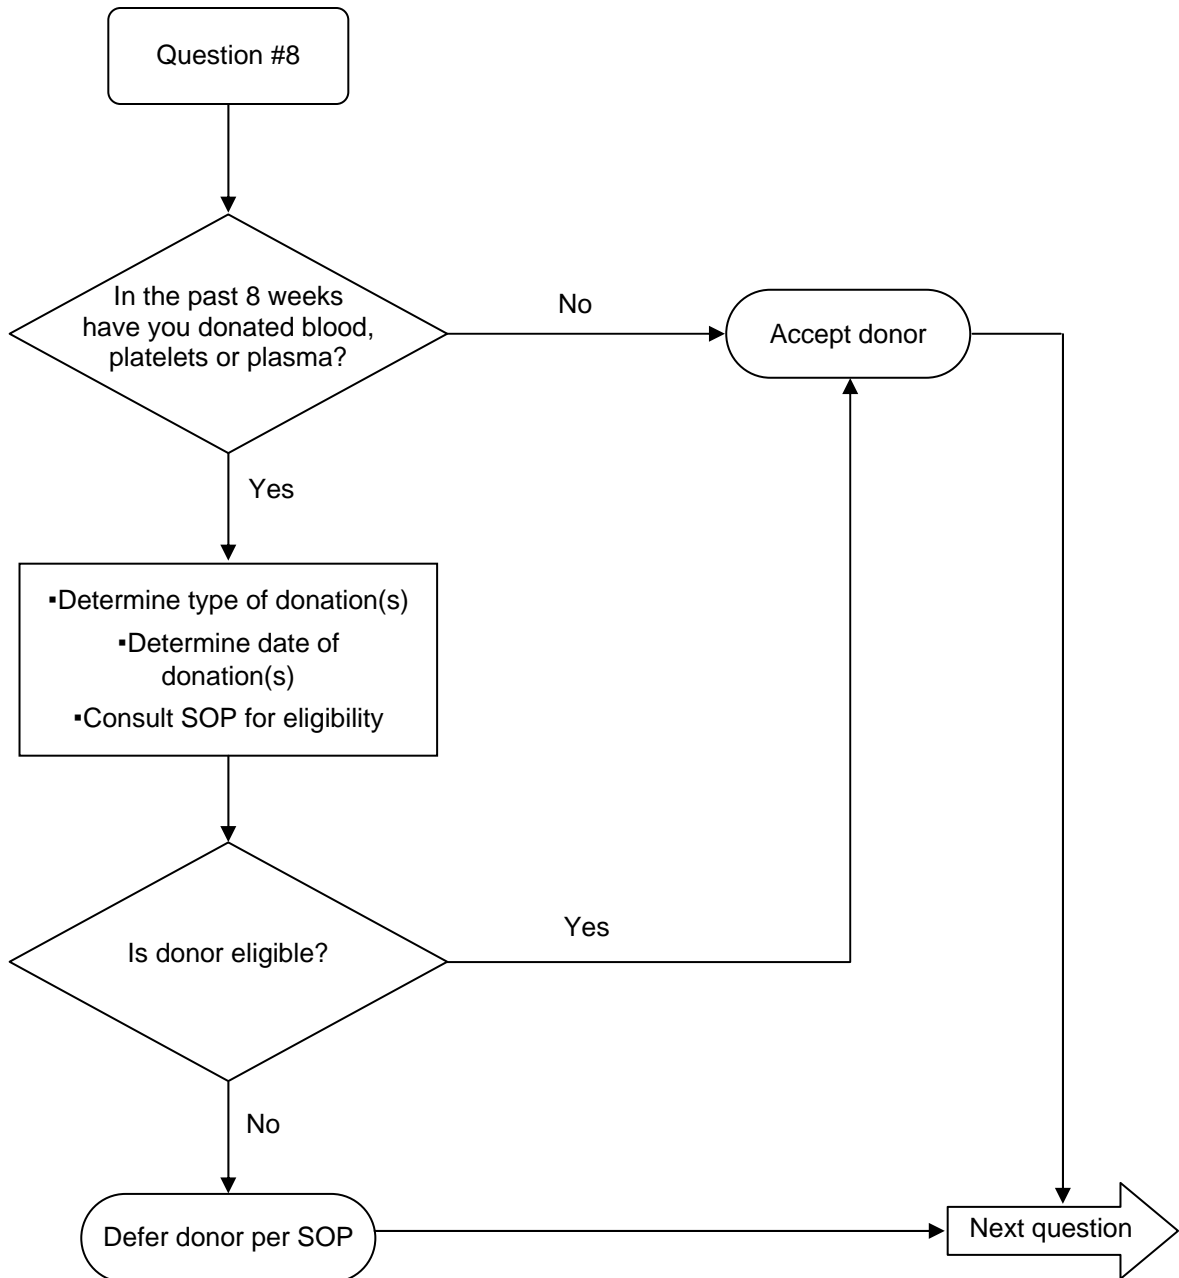 Question #8
In the past 8 weeks
have you donated blood,
platelets or plasma?
No
Accept donor
Yes
▪Determine type of donation(s)
▪Determine date of
donation(s)
▪Consult SOP for eligibility
Is donor eligible?
Yes
No
Defer donor per SOP
Next question